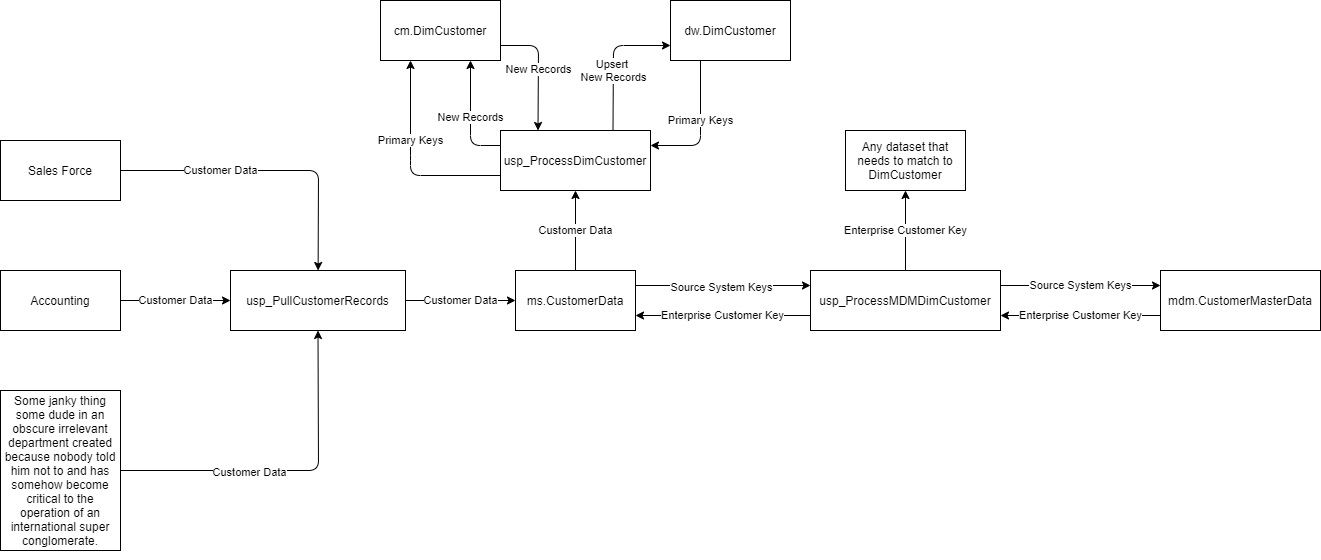 cm.DimCustomer
dw.DimCustomer
New Records
Upsert
New Records
New Records
Primary Keys
Primary Keys
usp_ProcessDimCustomer
Any dataset that
needs to match to
DimCustomer
Sales Force
Customer Data
Customer Data
Enterprise Customer Key
Accounting
Customer Data
usp_PullCustomerRecords
Customer Data
ms.CustomerData
Source System Keys
Enterprise Customer Key
usp_ProcessMDMDimCustomer
Source System Keys
Enterprise Customer Key
mdm.CustomerMasterData
Some janky thing
some dude in an
obscure irrelevant
department created
because nobody told
him not to and has
somehow become
critical to the
operation of an
international super
conglomerate.
Customer Data